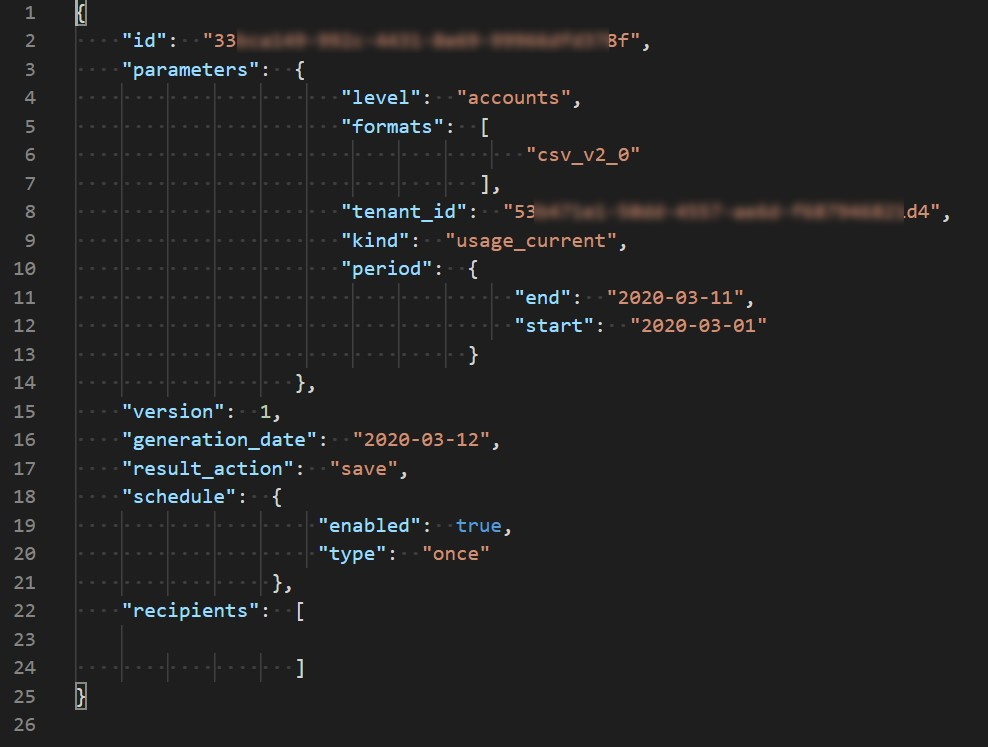 1 {
2 "id": "33 8f",
3 "parameters": {
4 "level": "accounts",
5 "formats": [
6 "csv_v2_0"
7 ],
8 "tenant_id": "53 d4",
9 "kind": "usage_current",
10 "period": {
11 "end": "2020-03-11",
12 "start": "2020-03-01"
13 }
14 },
15 "version": 1,
16 "generation_date": "2020-03-12",
17 "result_action": "save",
18 "schedule": {
19 "enabled": true,
20 "type": "once"
21 },
22 "recipients": [
23
24 ]
25 }
26